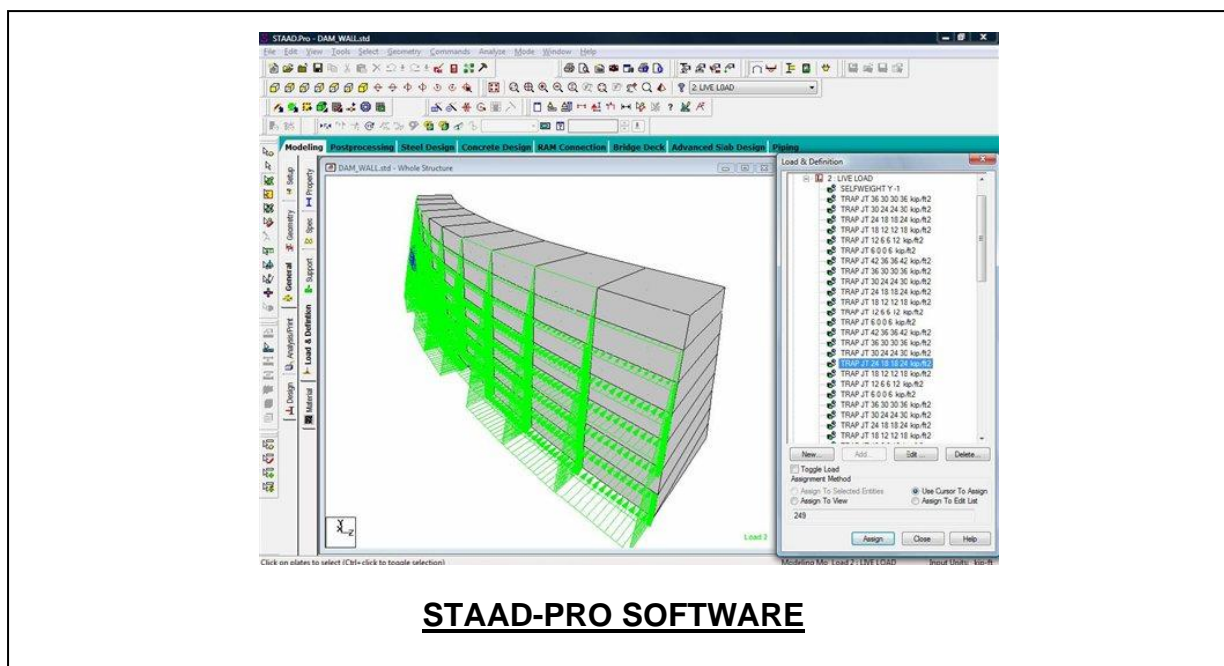 STAAD.Pro - DAM_WALL.std
File Edit View Tools Select Geometry Commands Analyze Mode Window Help
2: LIVE LOAD
Modeling Postprocessing Steel Design Concrete Design RAM Connection Bridge Deck Advanced Slab Design Piping
DAM_WALL.std - Whole Structure
Setup
Geometry
General
Analysis/Print
Design
Property
Spec
Support
Load & Definition
Material
Load 2
Load & Definition
2 : LIVE LOAD
SELFWEIGHT Y -1
TRAP JT 36 30 30 36 kip/ft2
TRAP JT 30 24 24 30 kip/ft2
TRAP JT 24 18 18 24 kip/ft2
TRAP JT 18 12 12 18 kip/ft2
TRAP JT 12 6 6 12 kip/ft2
TRAP JT 6 0 0 6 kip/ft2
TRAP JT 42 36 36 42 kip/ft2
TRAP JT 36 30 30 36 kip/ft2
TRAP JT 30 24 24 30 kip/ft2
TRAP JT 24 18 18 24 kip/ft2
TRAP JT 18 12 12 18 kip/ft2
TRAP JT 12 6 6 12 kip/ft2
TRAP JT 6 0 0 6 kip/ft2
TRAP JT 42 36 36 42 kip/ft2
TRAP JT 36 30 30 36 kip/ft2
TRAP JT 30 24 24 30 kip/ft2
TRAP JT 24 18 18 24 kip/ft2
TRAP JT 18 12 12 18 kip/ft2
TRAP JT 12 6 6 12 kip/ft2
TRAP JT 6 0 0 6 kip/ft2
TRAP JT 36 30 30 36 kip/ft2
TRAP JT 30 24 24 30 kip/ft2
TRAP JT 24 18 18 24 kip/ft2
TRAP JT 18 12 12 18 kip/ft2
New... Add... Edit ... Delete...
Toggle Load
Assignment Method
Assign To Selected Entities Use Cursor To Assign
Assign To View Assign To Edit List
249
Assign Close Help
Click on plates to select (Ctrl+click to toggle selection) Modeling Mo Load 2 : LIVE LOAD Input Units: kip-ft
STAAD-PRO SOFTWARE